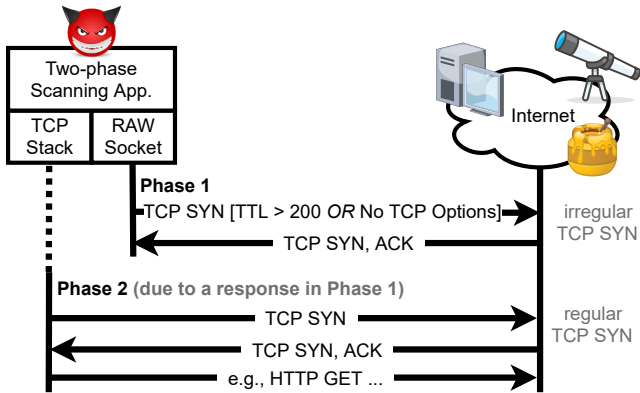 Two-phase
Scanning App.
TCP
Stack
RAW
Socket
Internet
Phase 1
TCP SYN [TTL > 200 OR No TCP Options]
irregular
TCP SYN
TCP SYN, ACK
Phase 2 (due to a response in Phase 1)
TCP SYN
regular
TCP SYN
TCP SYN, ACK
e.g., HTTP GET ...